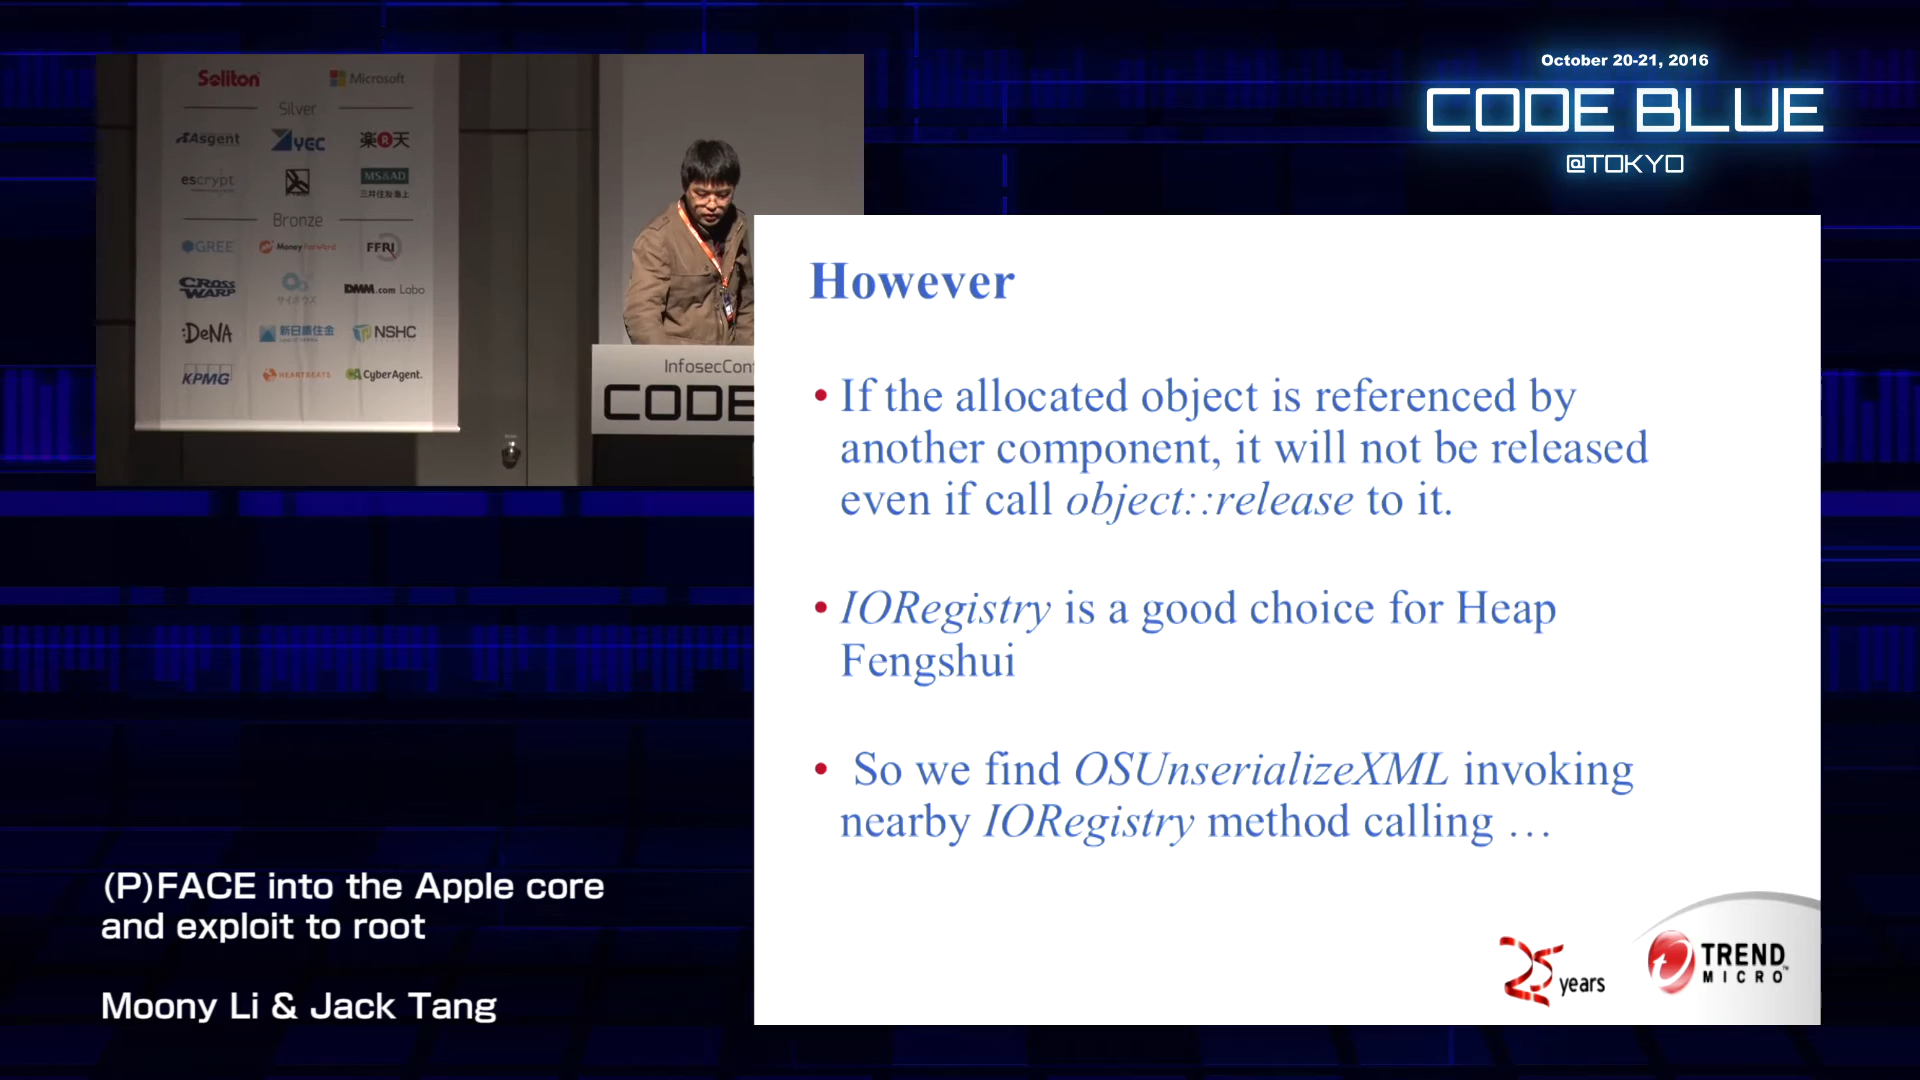 October 20-21, 2016
CODE BLUE
@TOKYO
Soliton
Microsoft
Silver
Asgent
YEC
楽R天
escrypt
MS&AD
三井住友海上
Bronze
GREE
Money Forward
FFRI
CROSS WARP
サイボウズ
DMM.com Labo
:DeNA
新日鉄住金
NSHC
KPMG
HEARTBEATS
CyberAgent.
InfosecCon
CODE
However
• If the allocated object is referenced by
another component, it will not be released
even if call object::release to it.
• IORegistry is a good choice for Heap
Fengshui
• So we find OSUnserializeXML invoking
nearby IORegistry method calling …
25 years
TREND
MICRO™
(P)FACE into the Apple core
and exploit to root
Moony Li & Jack Tang